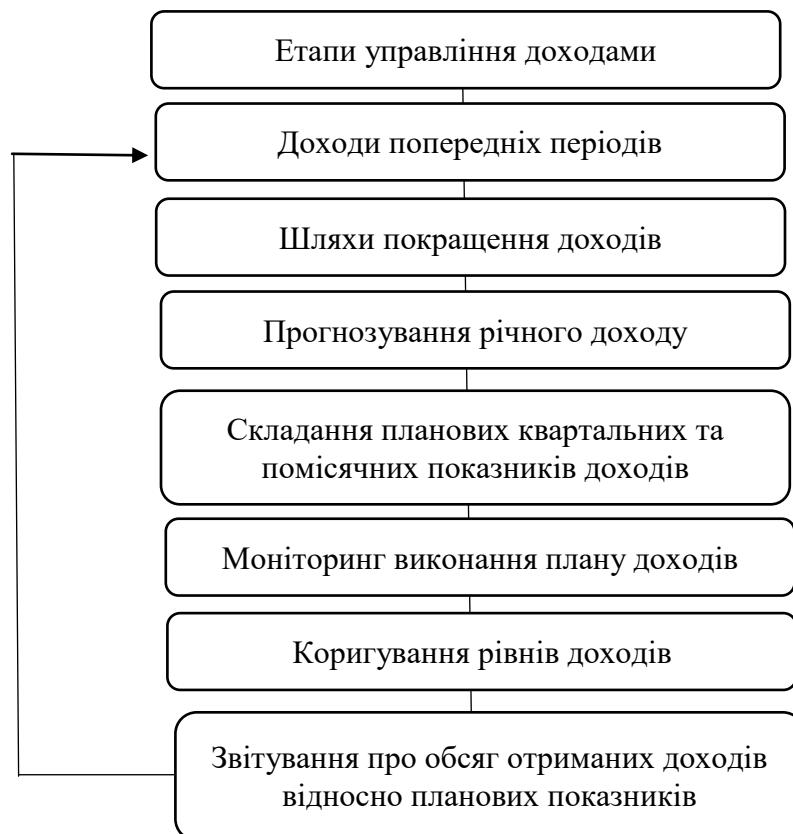 Етапи управління доходами
Доходи попередніх періодів
Шляхи покращення доходів
Прогнозування річного доходу
Складання планових квартальних та
помісячних показників доходів
Моніторинг виконання плану доходів
Коригування рівнів доходів
Звітування про обсяг отриманих доходів
відносно планових показників